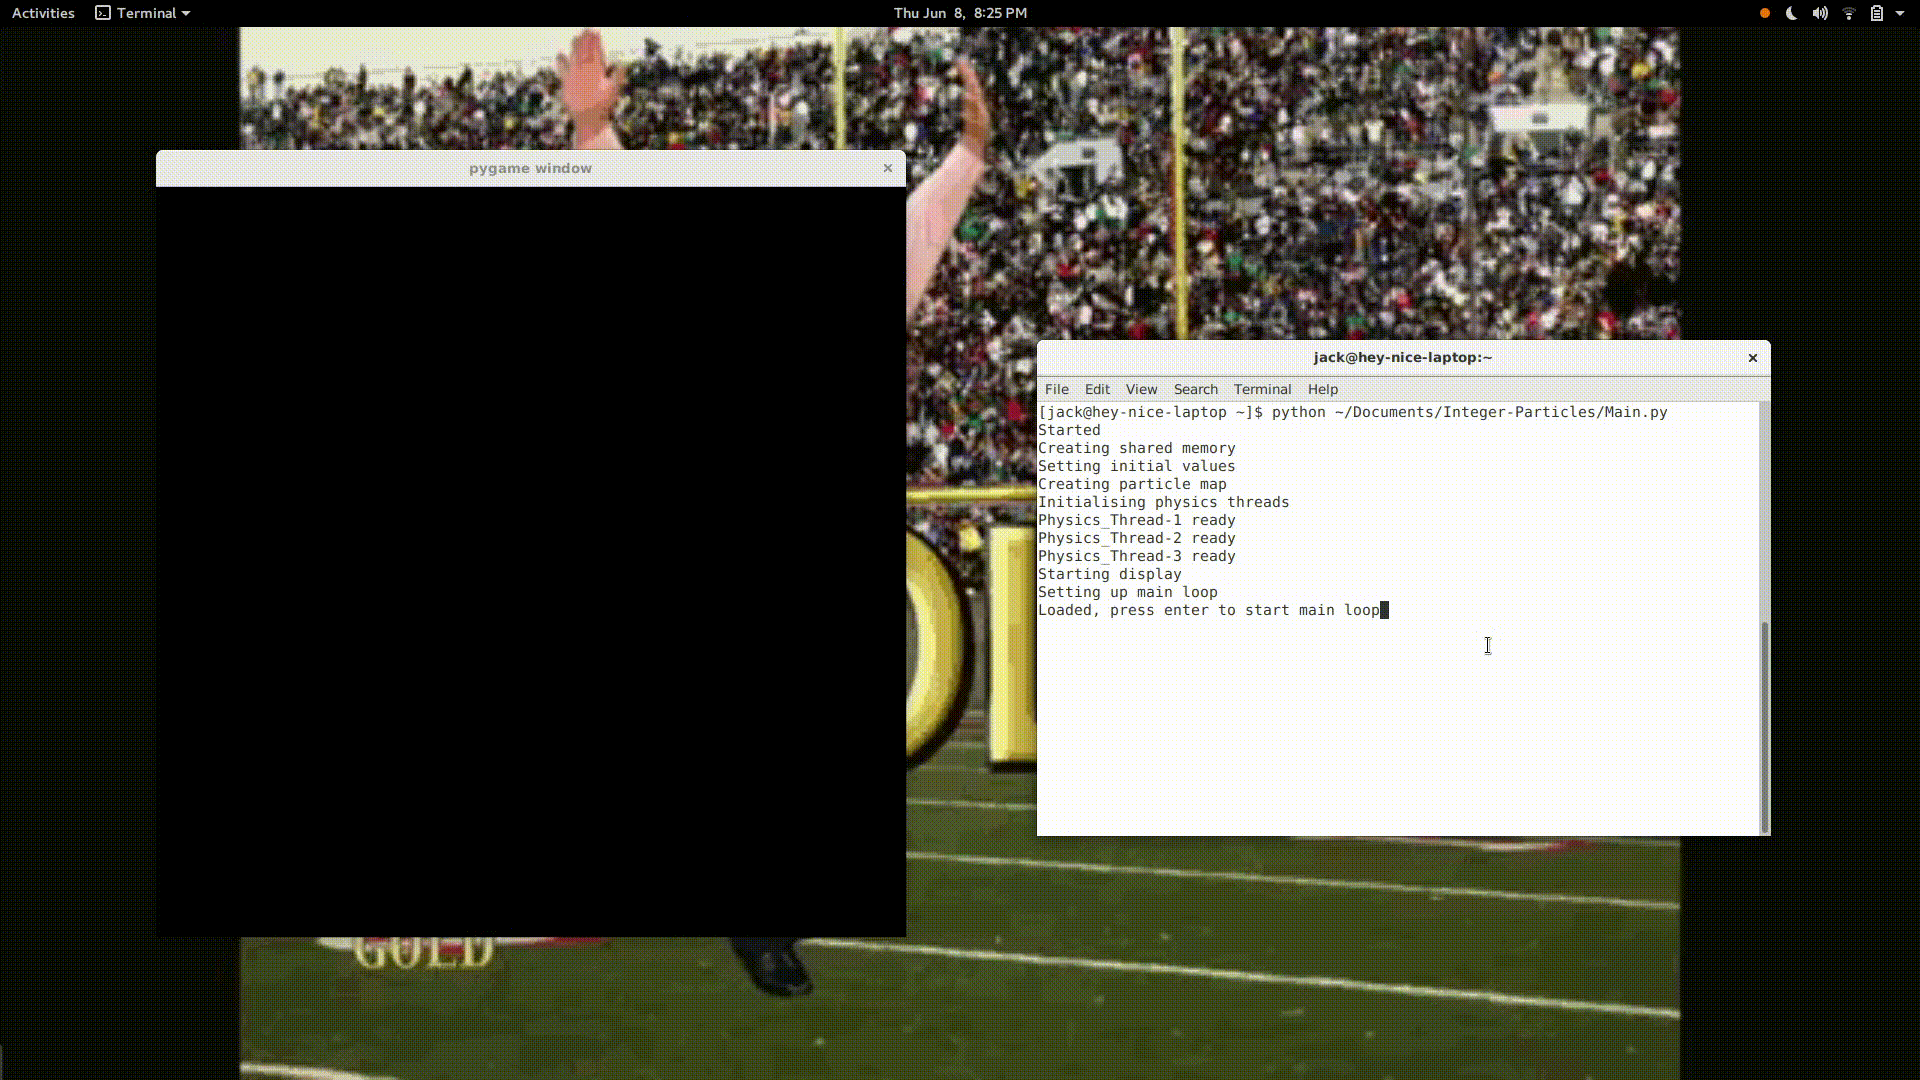 Activities Terminal Thu Jun 8, 8:25 PM
pygame window ×
jack@hey-nice-laptop:~ ×
File Edit View Search Terminal Help
[jack@hey-nice-laptop ~]$ python ~/Documents/Integer-Particles/Main.py
Started
Creating shared memory
Setting initial values
Creating particle map
Initialising physics threads
Physics_Thread-1 ready
Physics_Thread-2 ready
Physics_Thread-3 ready
Starting display
Setting up main loop
Loaded, press enter to start main loop
GOLD